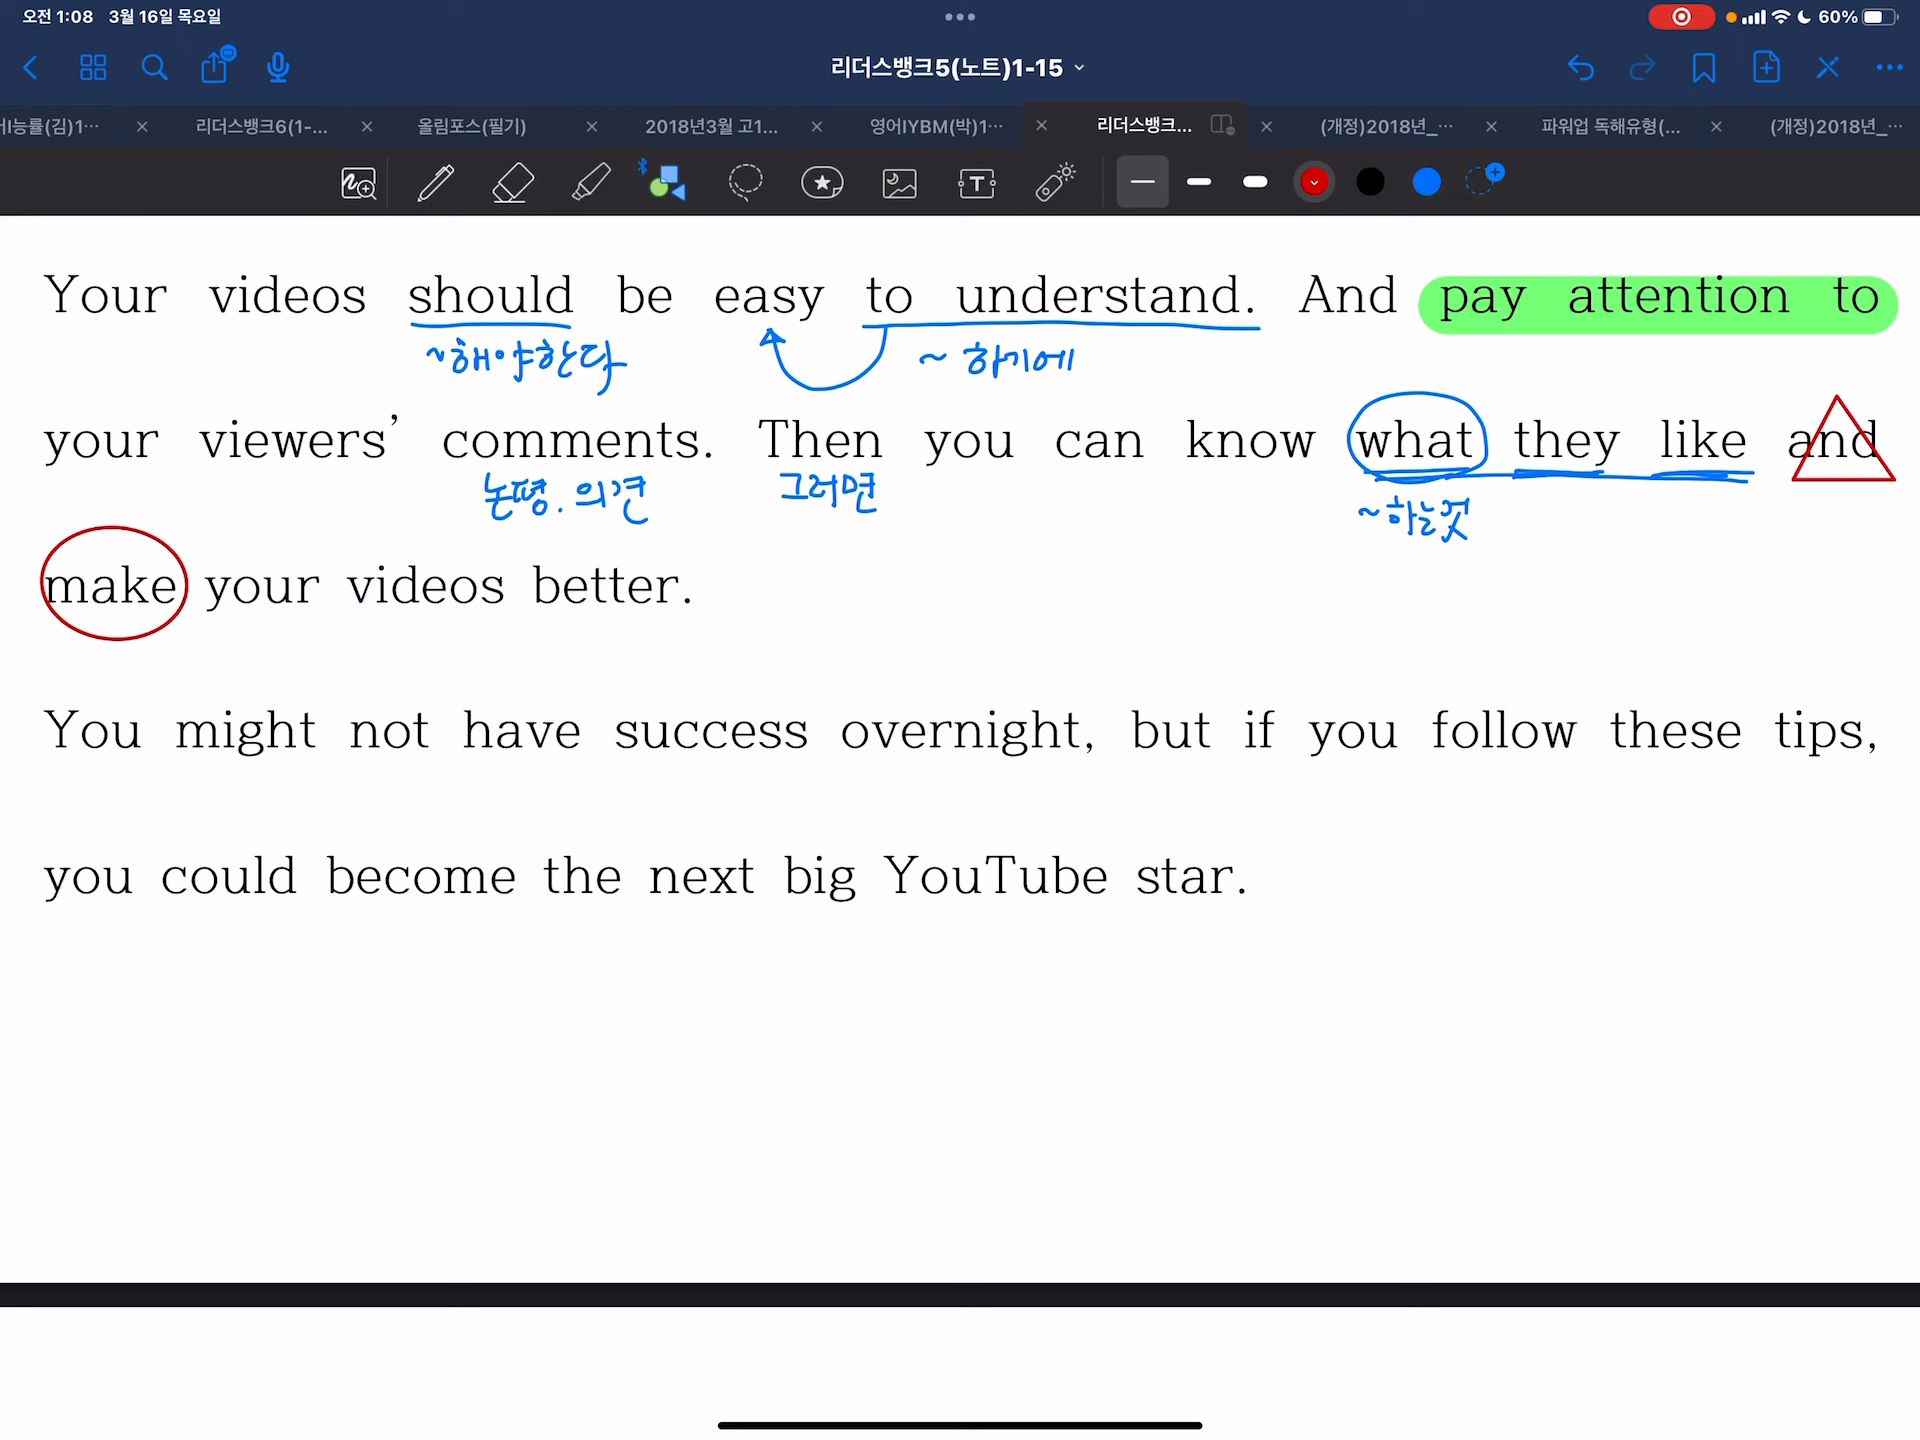 오전 1:08 3월 16일 목요일
60%
리더스뱅크5(노트)1-15
능률(김)1···
리더스뱅크6(1-...
올림포스(필기)
2018년3월 고1...
영어IYBM(박)1···
리더스뱅크...
(개정)2018년_···
파워업 독해유형(...
(개정)2018년_···
Your videos should be easy to understand. And pay attention to
~해야한다
~ 하기에
your viewers' comments. Then you can know what they like and
논평. 의견
그러면
~하는것
make your videos better.
You might not have success overnight, but if you follow these tips,
you could become the next big YouTube star.